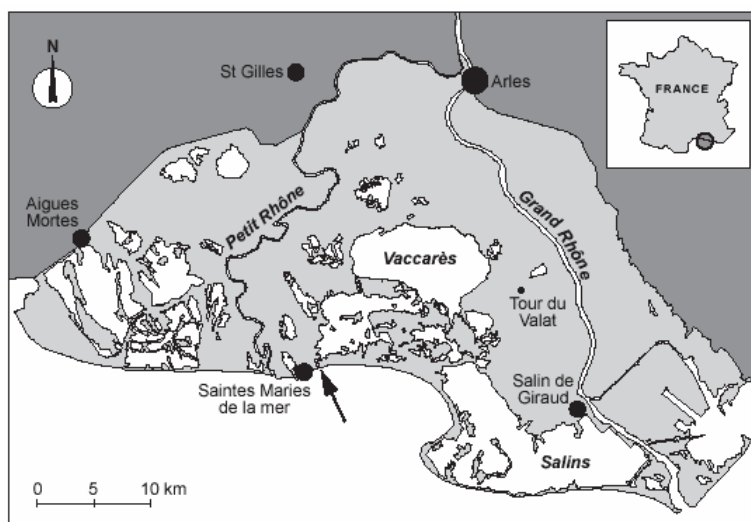 N
St Gilles
Arles
FRANCE
Aigues
Mortes
Petit Rhône
Grand Rhône
Vaccarès
Tour du
Valat
Saintes Maries
de la mer
Salin de
Giraud
Salins
0 5 10 km